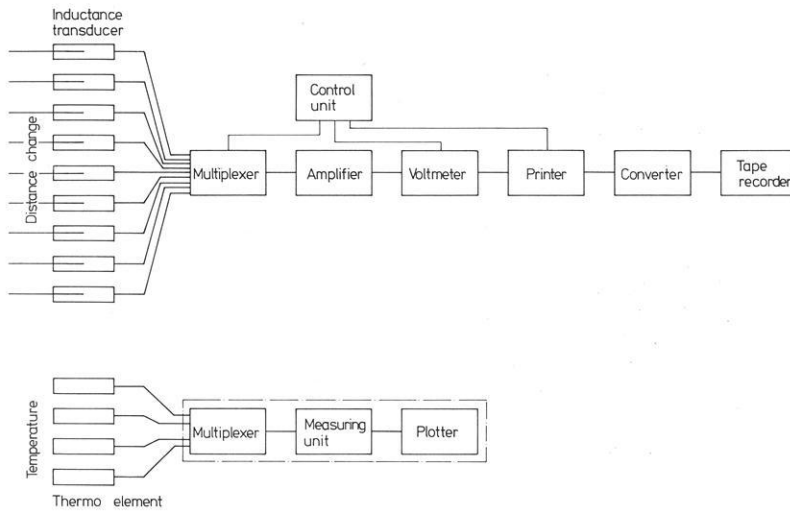 Inductance
transducer
Distance change
Control
unit
Multiplexer
Amplifier
Voltmeter
Printer
Converter
Tape
recorder
Temperature
Multiplexer
Measuring
unit
Plotter
Thermo element